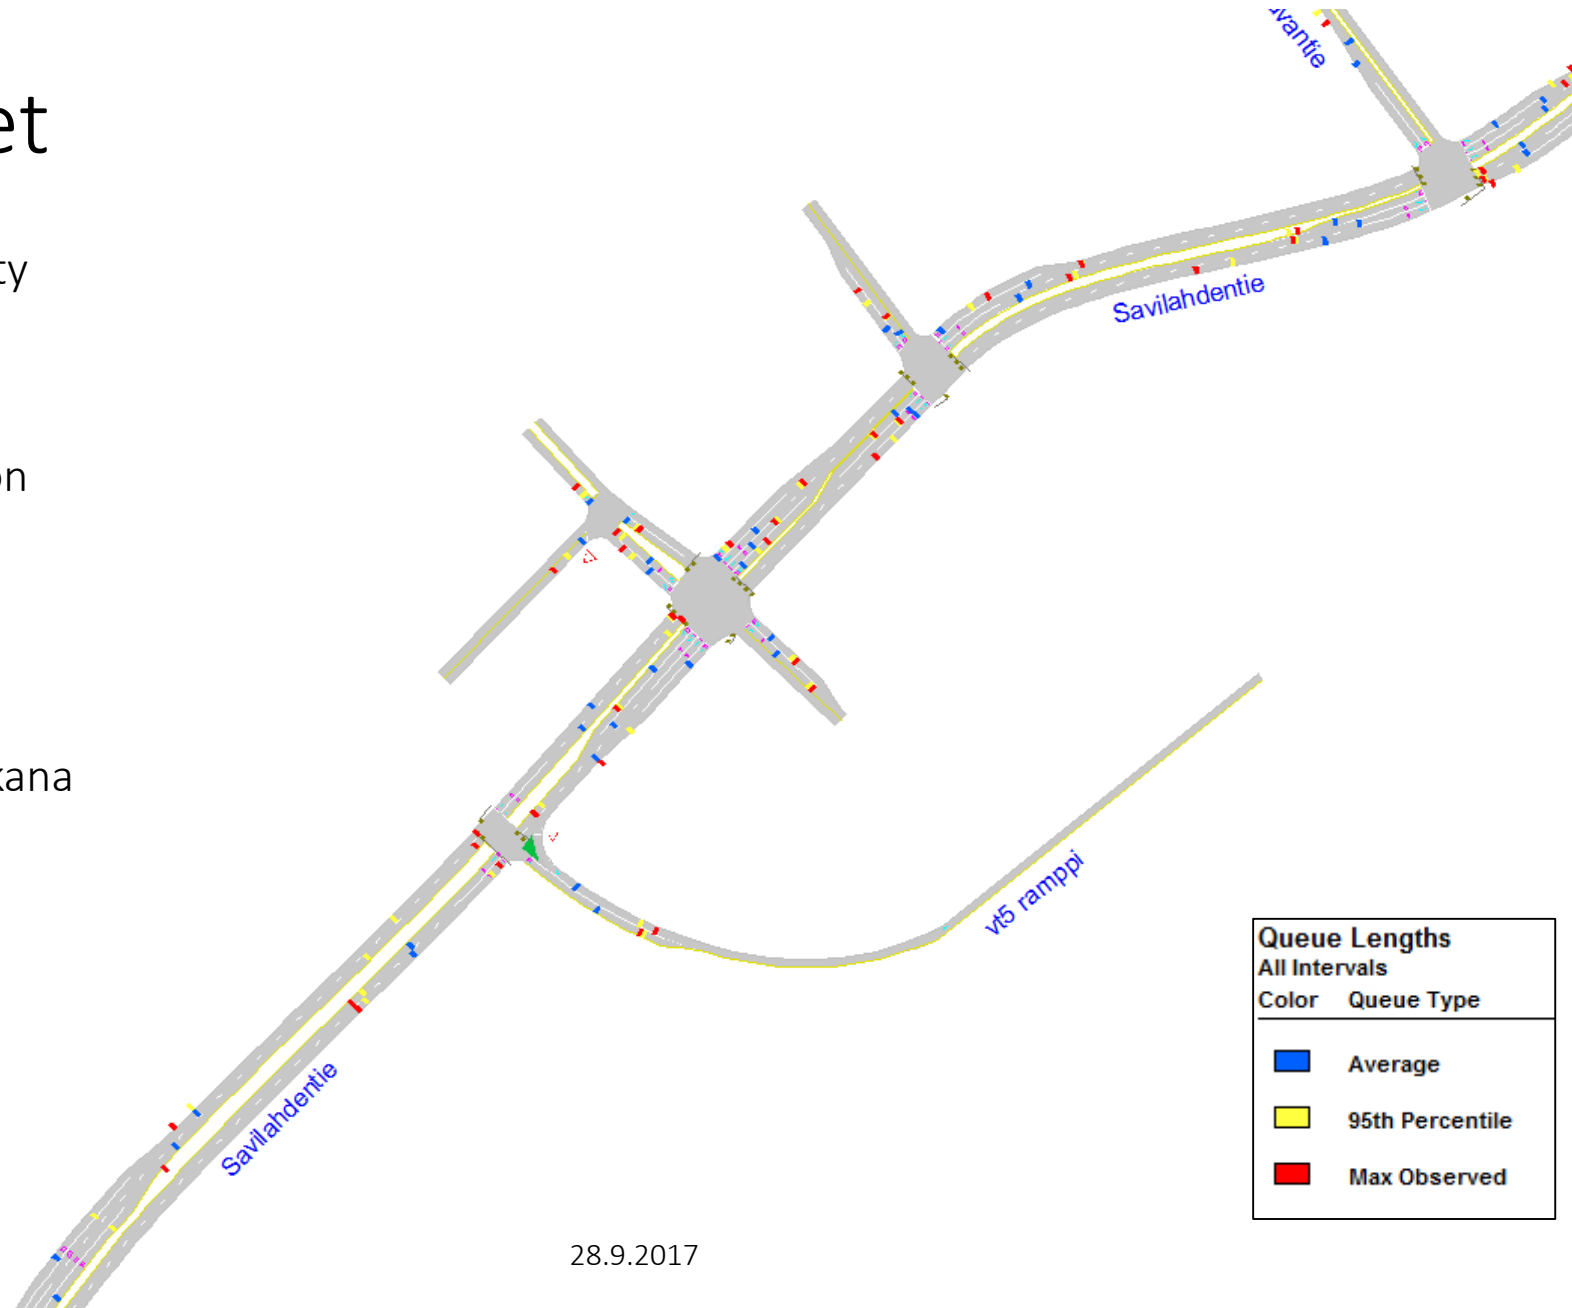 et
ty
on
kana
avantie
Savilahdentie
vt5 ramppi
Savilahdentie
Queue Lengths
All Intervals
Color Queue Type
Average
95th Percentile
Max Observed
28.9.2017